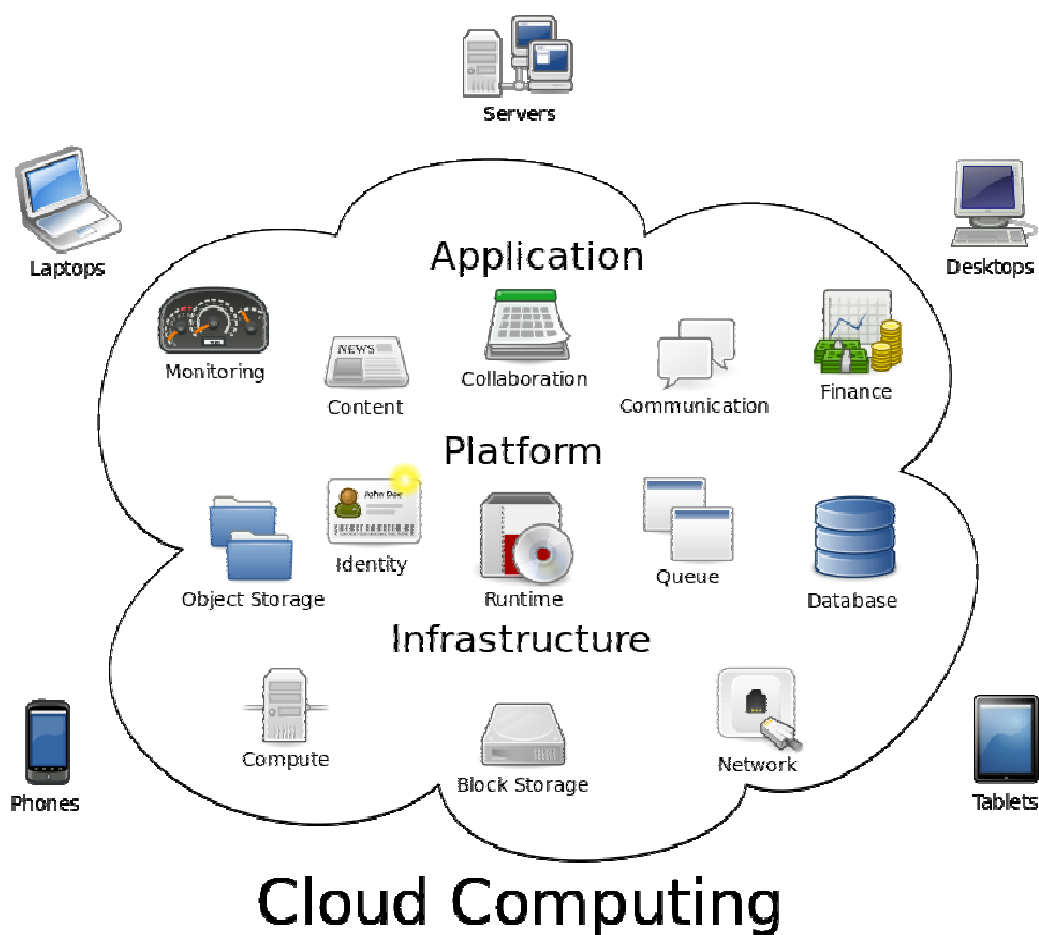 Servers
Laptops
Desktops
Application
Monitoring
NEWS
Content
Collaboration
Communication
Finance
Platform
John Doe
Object Storage
Identity
Runtime
Queue
Database
Infrastructure
Compute
Block Storage
Network
Phones
Tablets
Cloud Computing